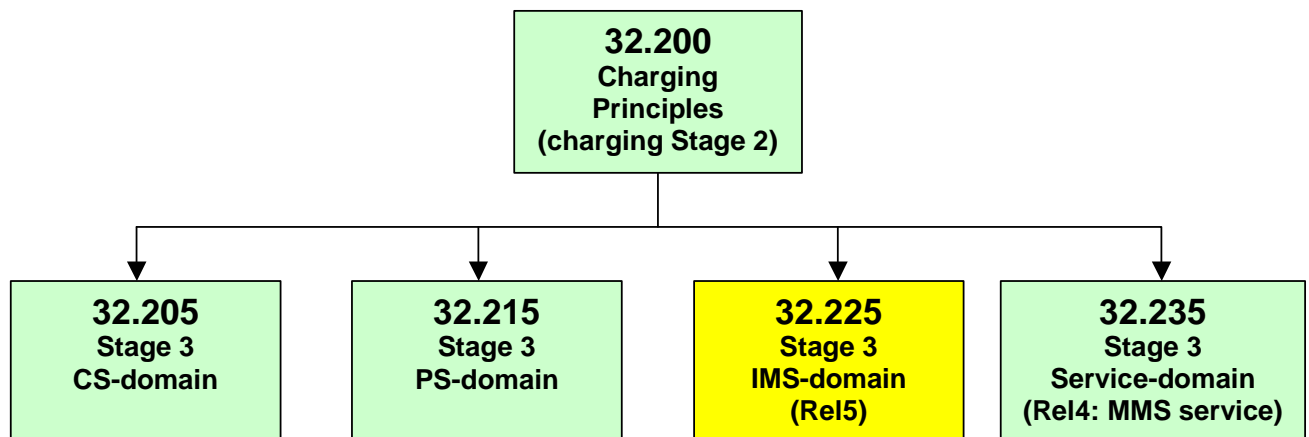 32.200
Charging
Principles
(charging Stage 2)
32.205
Stage 3
CS-domain
32.215
Stage 3
PS-domain
32.225
Stage 3
IMS-domain
(Rel5)
32.235
Stage 3
Service-domain
(Rel4: MMS service)